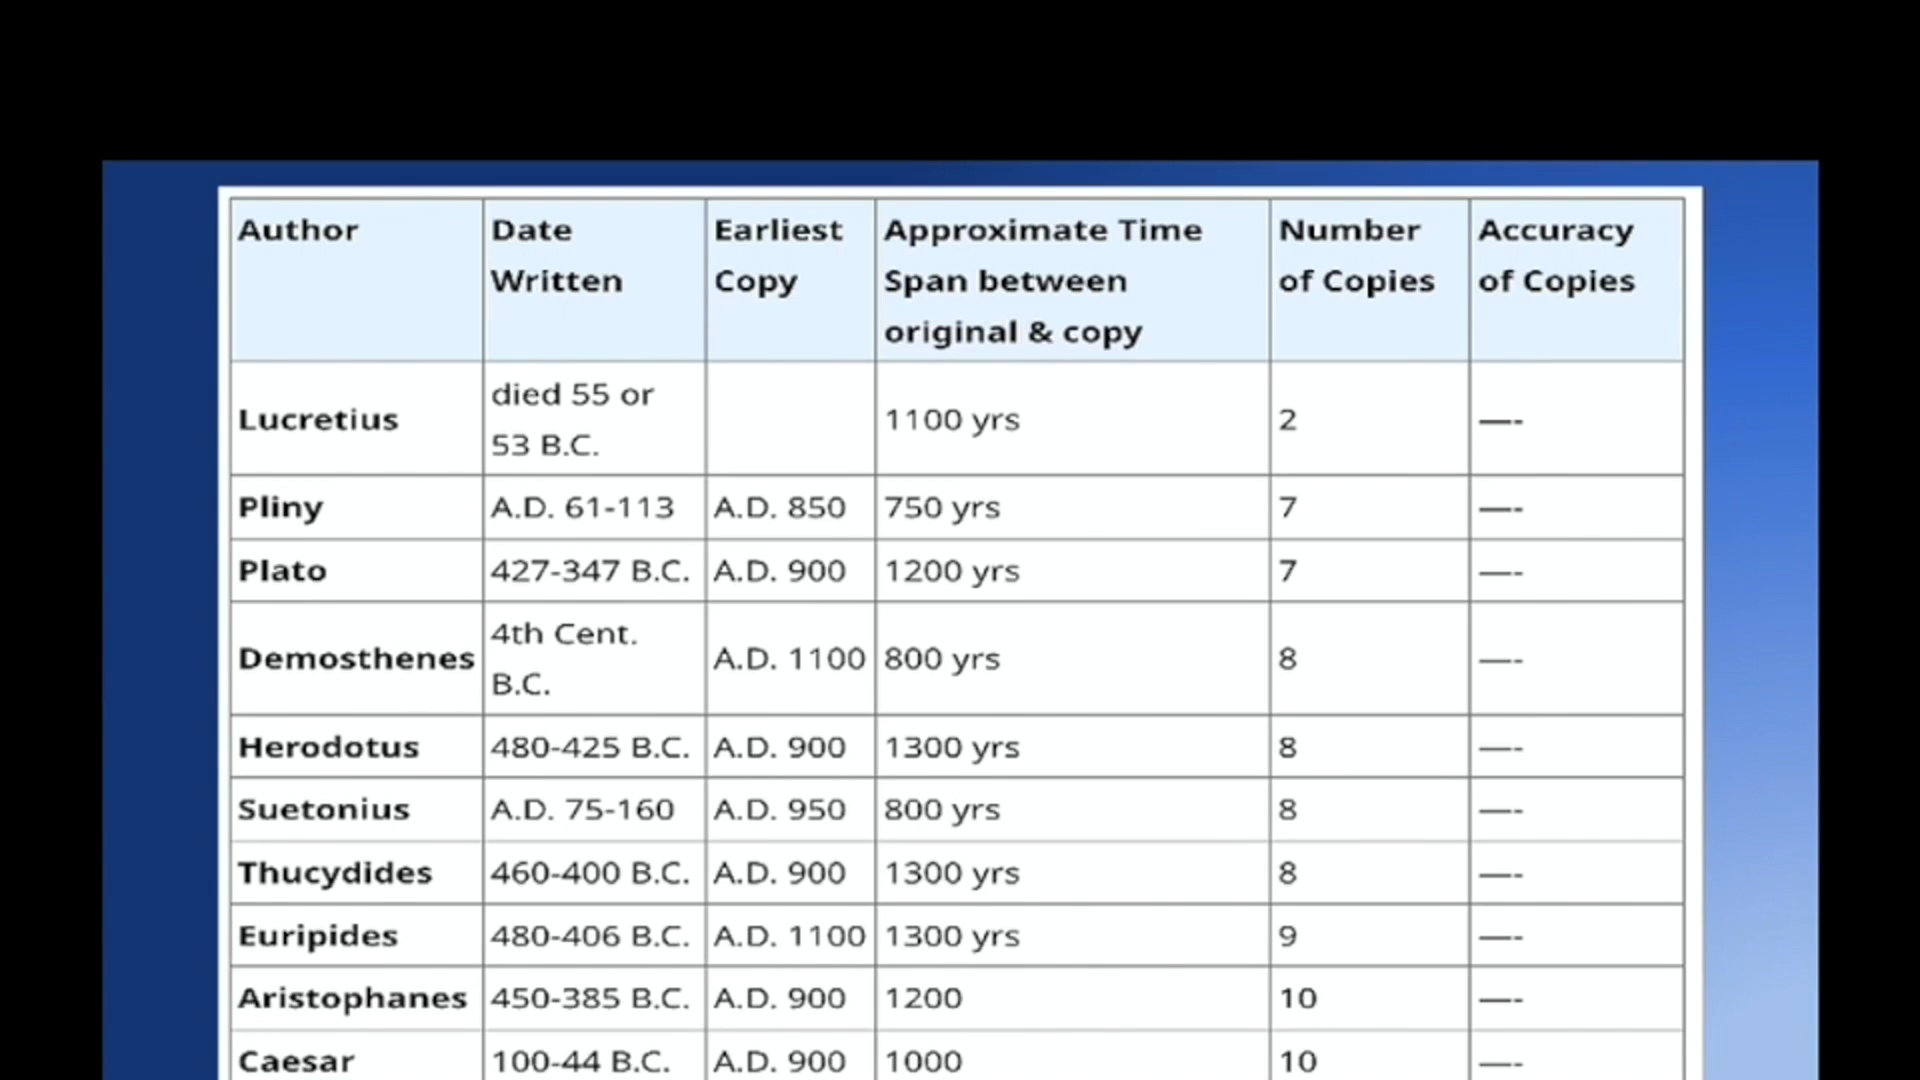 Author Date Written Earliest Copy Approximate Time Span between original & copy Number of Copies Accuracy of Copies
Lucretius died 55 or 53 B.C. 1100 yrs 2 —-
Pliny A.D. 61-113 A.D. 850 750 yrs 7 —-
Plato 427-347 B.C. A.D. 900 1200 yrs 7 —-
Demosthenes 4th Cent. B.C. A.D. 1100 800 yrs 8 —-
Herodotus 480-425 B.C. A.D. 900 1300 yrs 8 —-
Suetonius A.D. 75-160 A.D. 950 800 yrs 8 —-
Thucydides 460-400 B.C. A.D. 900 1300 yrs 8 —-
Euripides 480-406 B.C. A.D. 1100 1300 yrs 9 —-
Aristophanes 450-385 B.C. A.D. 900 1200 10 —-
Caesar 100-44 B.C. A.D. 900 1000 10 —-